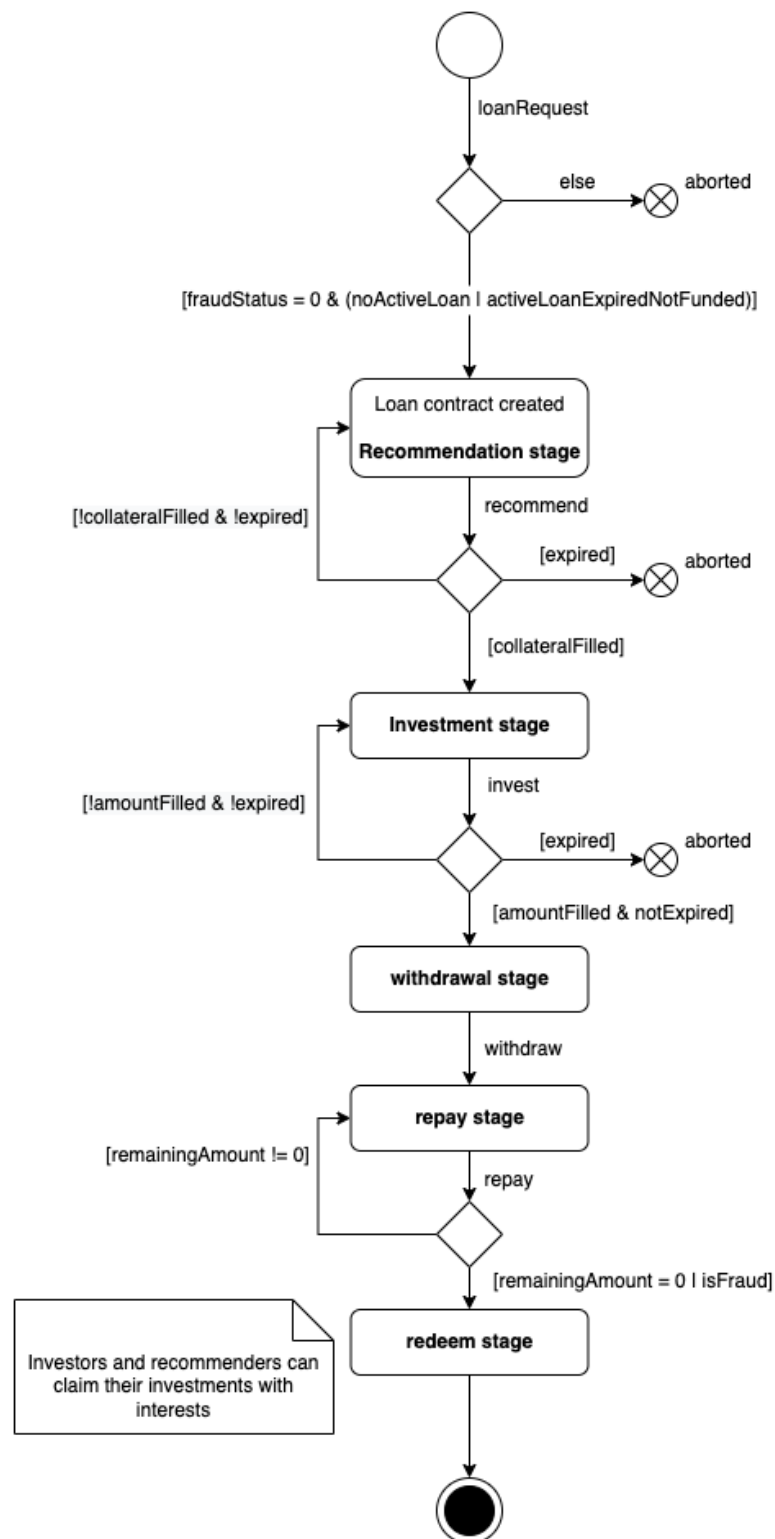 loanRequest
else
aborted
[fraudStatus = 0 & (noActiveLoan | activeLoanExpiredNotFunded)]
Loan contract created
Recommendation stage
[!collateralFilled & !expired]
recommend
[expired]
aborted
[collateralFilled]
Investment stage
[!amountFilled & !expired]
invest
[expired]
aborted
[amountFilled & notExpired]
withdrawal stage
withdraw
repay stage
[remainingAmount != 0]
repay
[remainingAmount = 0 | isFraud]
redeem stage
Investors and recommenders can
claim their investments with
interests